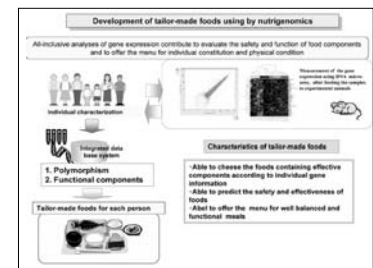 Development of tailor-made foods using by nutrigenomics
All-inclusive analyses of gene expression contribute to evaluate the safety and function of food components
and to offer the menu for individual constitution and physical condition
Measurement of the gene
expression using DNA micro
array, after feeding the samples
to experimental animals
Individual characterization
Integrated data
base system
1. Polymorphism
2. Functional components
Tailor-made foods for each person
Characteristics of tailor-made foods
·Able to cheese the foods containing effective
components according to individual gene
information
·Able to predict the safety and effectiveness of
foods
·Abel to offer the menu for well balanced and
functional meals